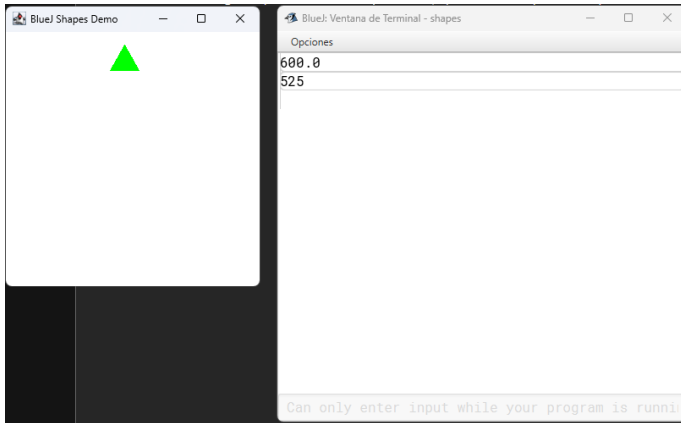 BlueJ Shapes Demo
BlueJ: Ventana de Terminal - shapes
Opciones
600.0
525
Can only enter input while your program is runni